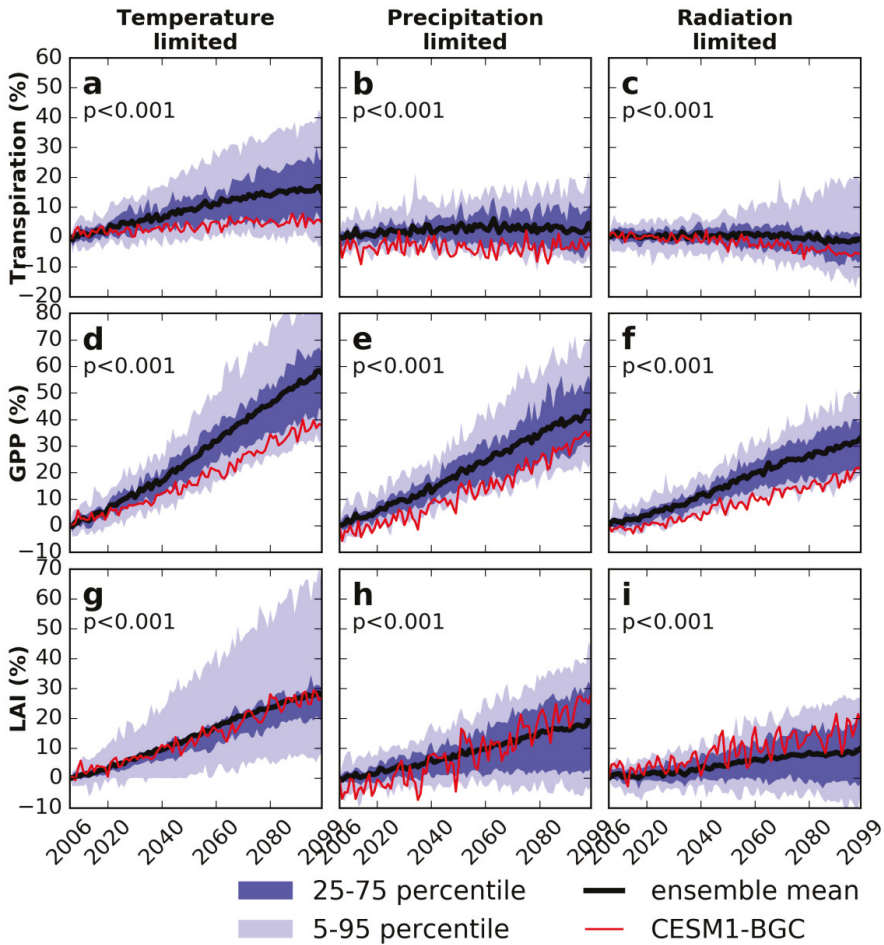 Temperature limited
Precipitation limited
Radiation limited
Transpiration (%)
60
50
40
30
20
10
0
−10
−20
a
p<0.001
b
p<0.001
c
p<0.001
GPP (%)
80
70
60
50
40
30
20
10
0
−10
d
p<0.001
e
p<0.001
f
p<0.001
LAI (%)
70
60
50
40
30
20
10
0
−10
g
p<0.001
h
p<0.001
i
p<0.001
2006 2020 2040 2060 2080 2099
2006 2020 2040 2060 2080 2099
2006 2020 2040 2060 2080 2099
25-75 percentile
ensemble mean
5-95 percentile
CESM1-BGC